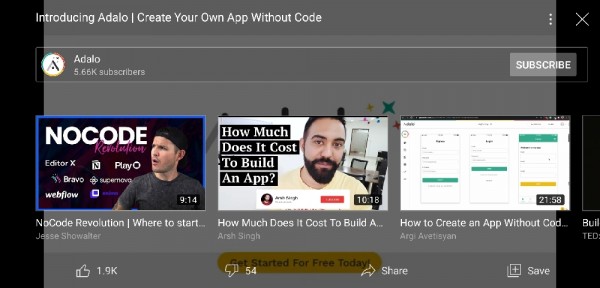 Introducing Adalo | Create Your Own App Without Code
Adalo
5.66K subscribers
SUBSCRIBE
NOCODE
Revolution
Editor X
Play
Bravo
supernova
webflow
9:14
How Much
Does It Cost
To Build
An App?
Arsh Singh
10:18
21:58
NoCode Revolution | Where to start...
Jesse Showalter
How Much Does It Cost To Build A...
Arsh Singh
How to Create an App Without Cod...
Argi Avetisyan
Buil
TEDx
Get Started For Free Today!
1.9K
54
Share
Save